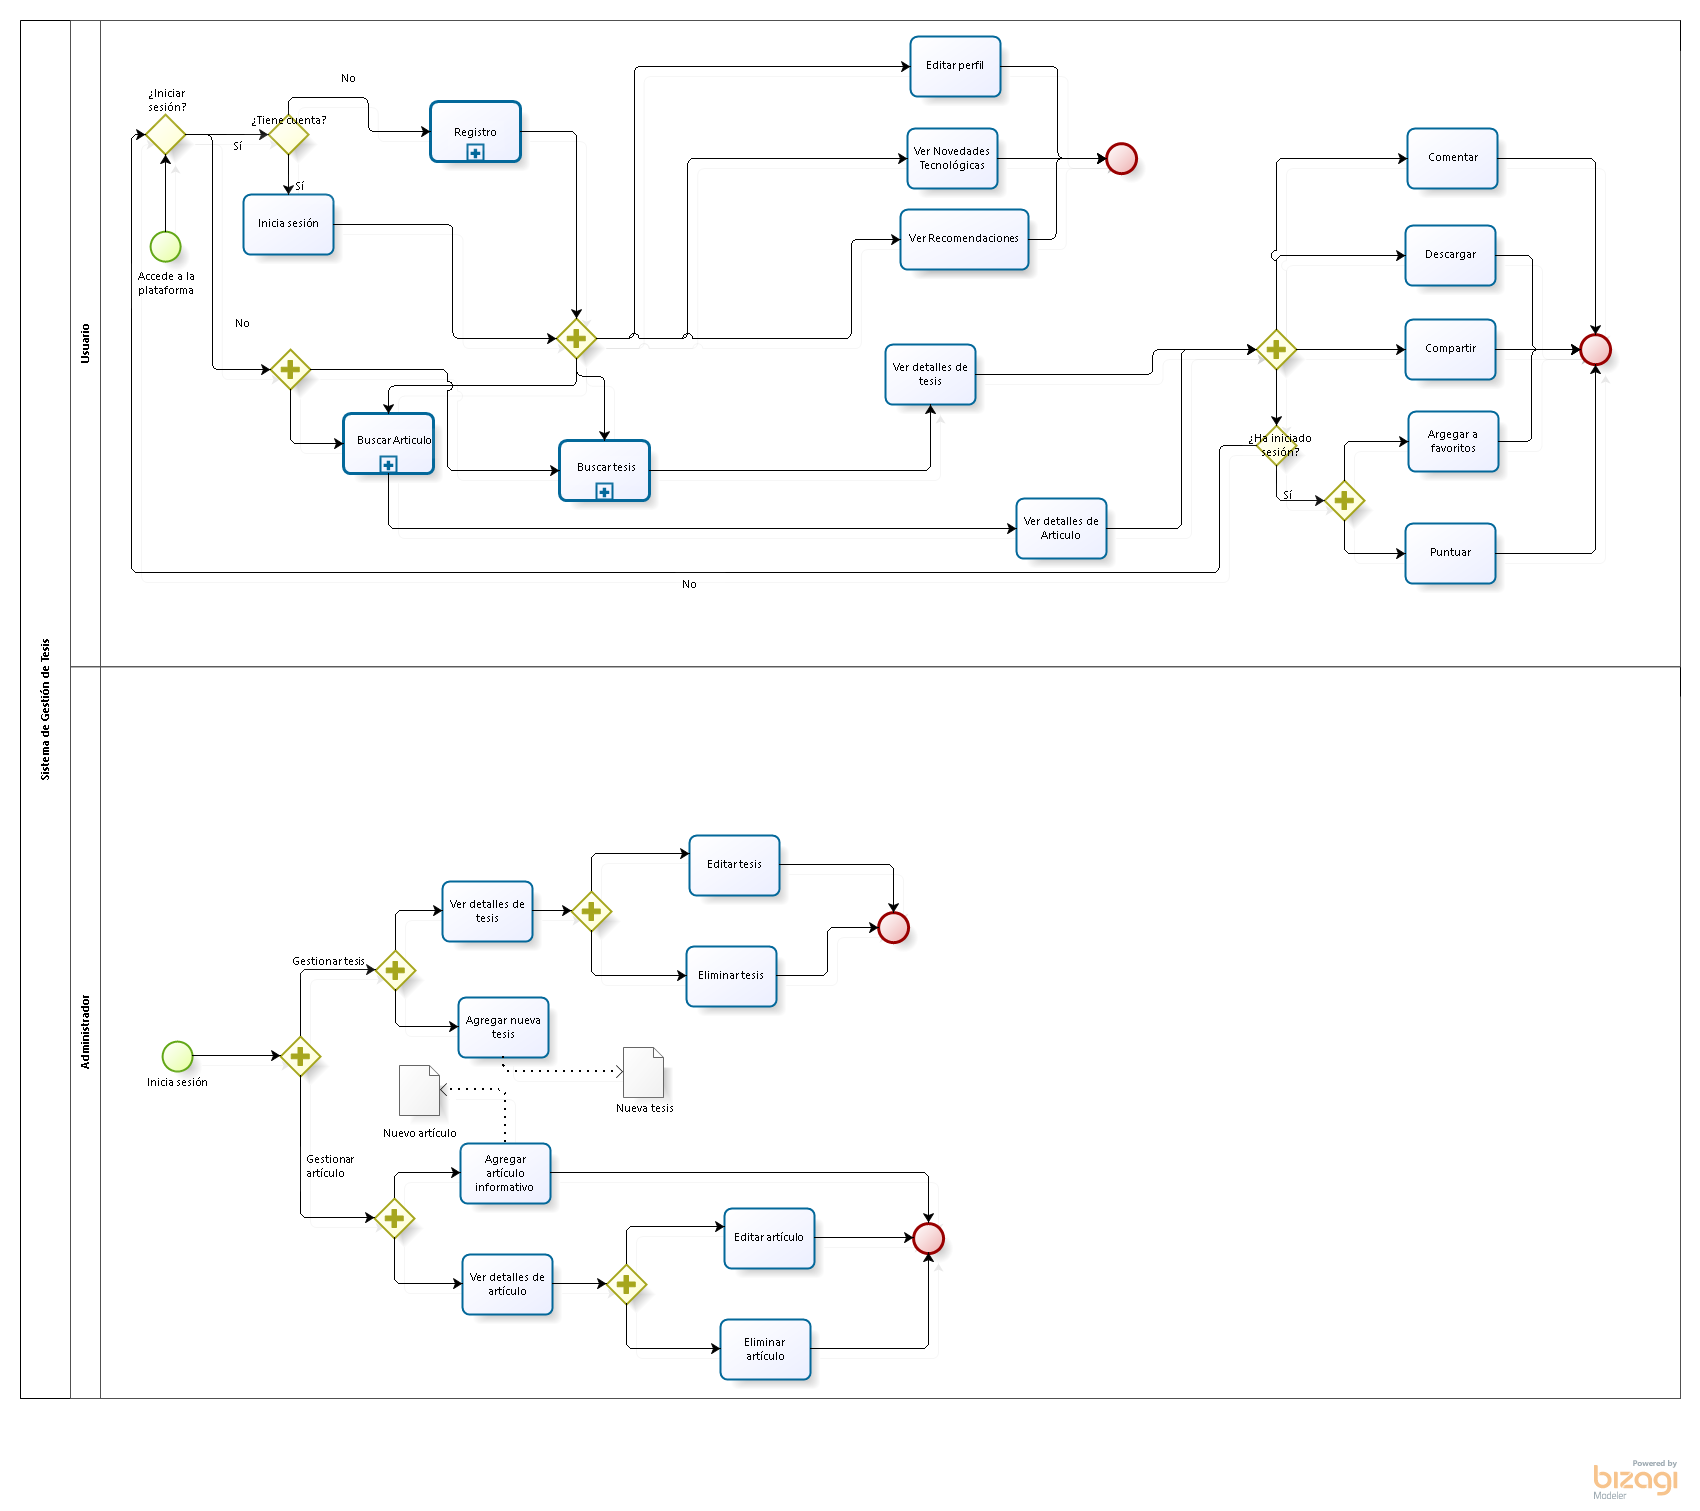 Sistema de Gestión de Tesis
Usuario
¿Iniciar
sesión?
No
¿Tiene cuenta?
Sí
Registro
Sí
Inicia sesión
Accede a la
plataforma
No
Editar perfil
Ver Novedades
Tecnológicas
Ver Recomendaciones
Comentar
Descargar
Compartir
Ver detalles de
tesis
Buscar Articulo
Buscar tesis
¿Ha iniciado
sesión?
Argegar a
favoritos
Sí
Ver detalles de
Articulo
Puntuar
No
Administrador
Editar tesis
Ver detalles de
tesis
Gestionar tesis
Eliminar tesis
Agregar nueva
tesis
Inicia sesión
Nueva tesis
Nuevo artículo
Gestionar
artículo
Agregar
artículo
informativo
Editar artículo
Ver detalles de
artículo
Eliminar
artículo
Powered by
bizagi
Modeler